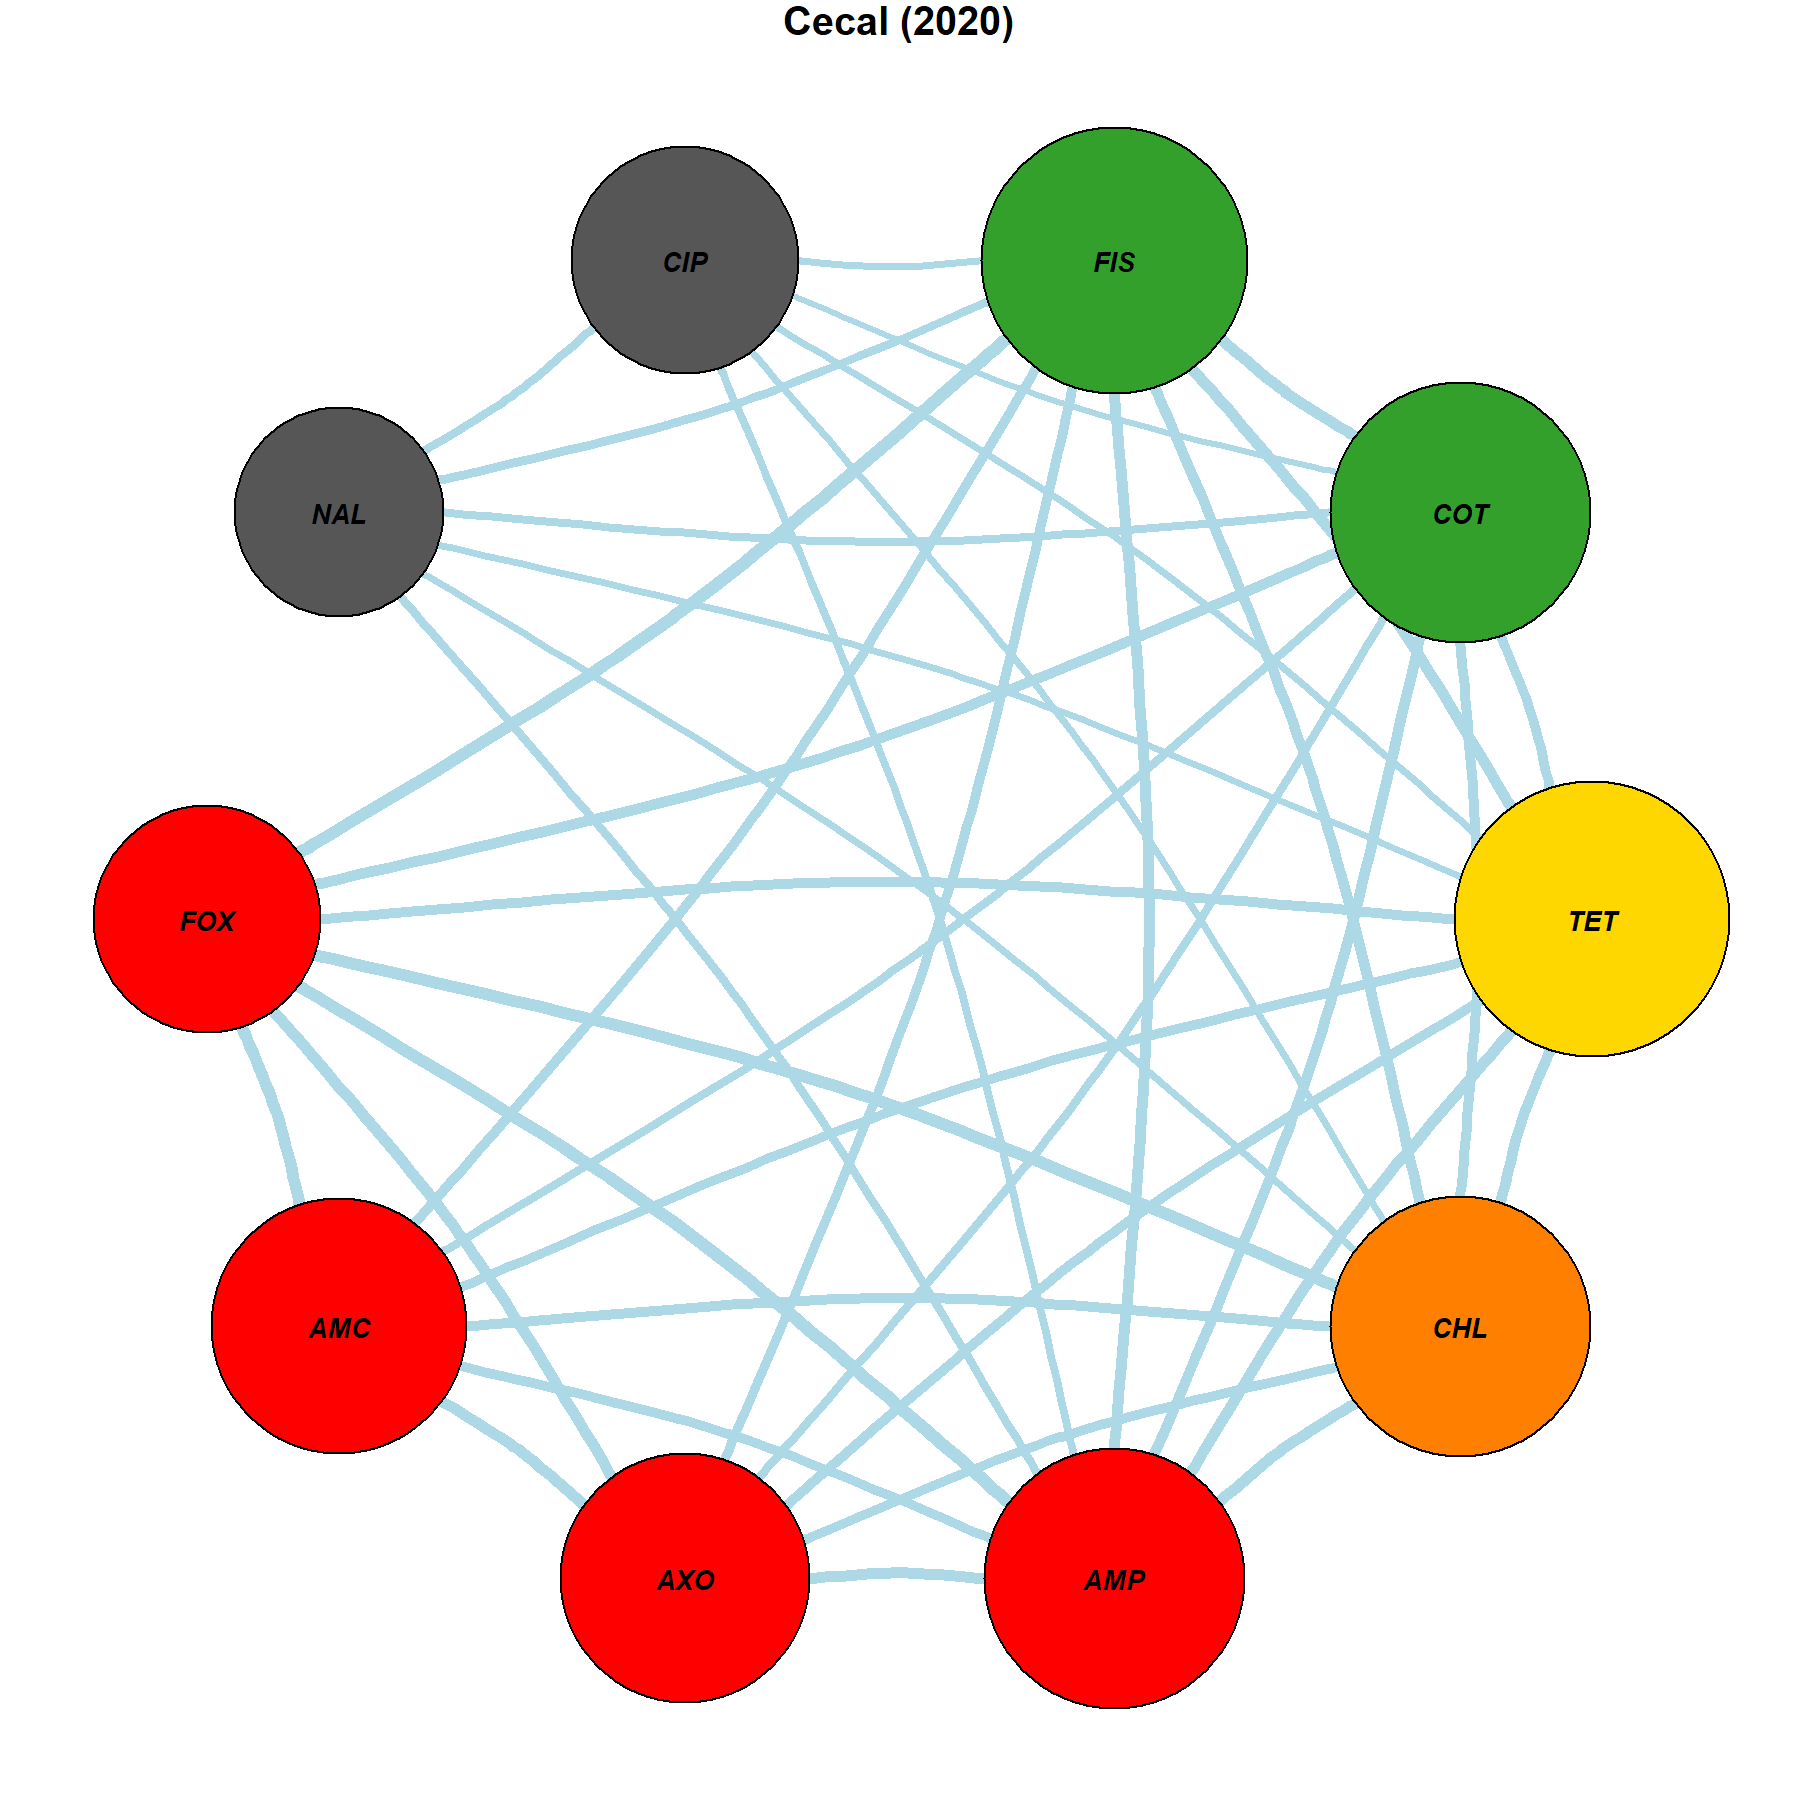 Cecal (2020)
CIP
FIS
NAL
COT
FOX
TET
AMC
CHL
AXO
AMP